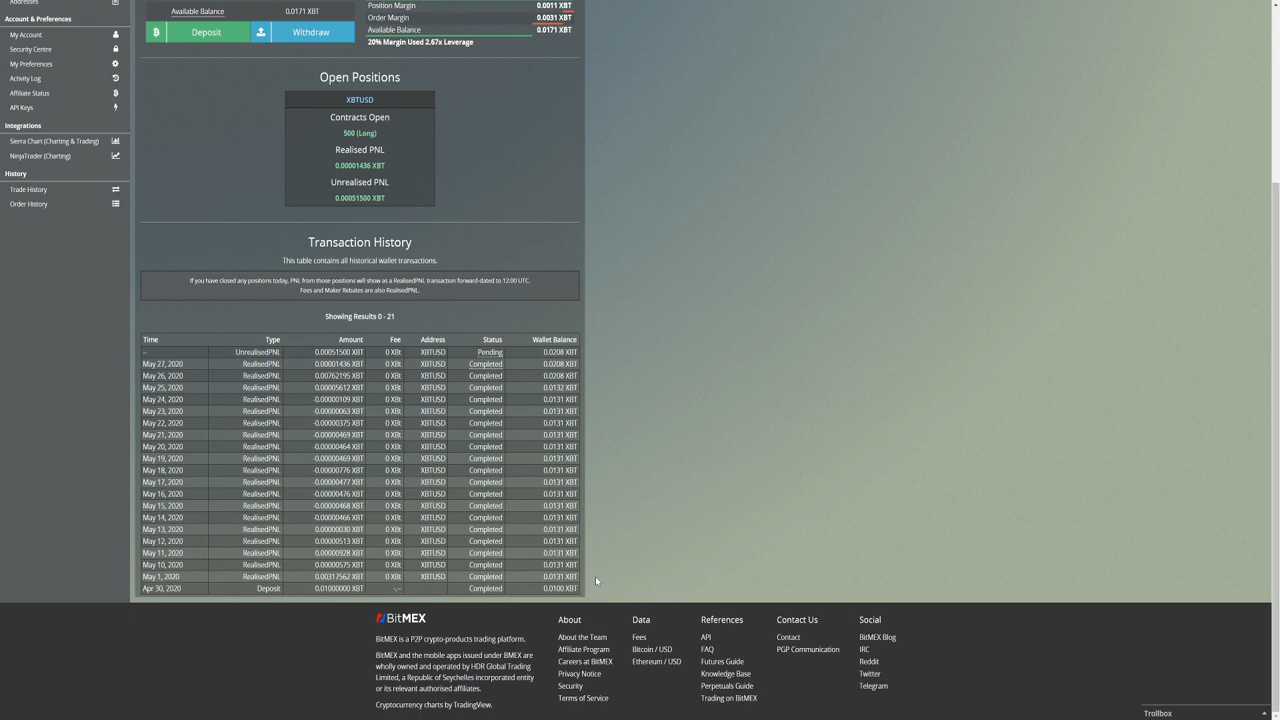 Addresses
Account & Preferences
My Account
Security Centre
My Preferences
Activity Log
Affiliate Status
API Keys
Integrations
Sierra Chart (Charting & Trading)
NinjaTrader (Charting)
History
Trade History
Order History
Available Balance 0.0171 XBT
Deposit Withdraw
Position Margin 0.0011 XBT
Order Margin 0.0031 XBT
Available Balance 0.0171 XBT
20% Margin Used 2.67x Leverage
Open Positions
XBTUSD
Contracts Open
500 (Long)
Realised PNL
0.00001436 XBT
Unrealised PNL
0.00051500 XBT
Transaction History
This table contains all historical wallet transactions.
If you have closed any positions today, PNL from those positions will show as a RealisedPNL transaction forward-dated to 12:00 UTC.
Fees and Maker Rebates are also RealisedPNL.
Showing Results 0 - 21
Time Type Amount Fee Address Status Wallet Balance
-- UnrealisedPNL 0.00051500 XBT 0 XBt XBTUSD Pending 0.0208 XBT
May 27, 2020 RealisedPNL 0.00001436 XBT 0 XBt XBTUSD Completed 0.0208 XBT
May 26, 2020 RealisedPNL 0.00762195 XBT 0 XBt XBTUSD Completed 0.0208 XBT
May 25, 2020 RealisedPNL 0.00005612 XBT 0 XBt XBTUSD Completed 0.0132 XBT
May 24, 2020 RealisedPNL -0.00000109 XBT 0 XBt XBTUSD Completed 0.0131 XBT
May 23, 2020 RealisedPNL -0.00000063 XBT 0 XBt XBTUSD Completed 0.0131 XBT
May 22, 2020 RealisedPNL -0.00000375 XBT 0 XBt XBTUSD Completed 0.0131 XBT
May 21, 2020 RealisedPNL -0.00000469 XBT 0 XBt XBTUSD Completed 0.0131 XBT
May 20, 2020 RealisedPNL -0.00000464 XBT 0 XBt XBTUSD Completed 0.0131 XBT
May 19, 2020 RealisedPNL -0.00000469 XBT 0 XBt XBTUSD Completed 0.0131 XBT
May 18, 2020 RealisedPNL -0.00000776 XBT 0 XBt XBTUSD Completed 0.0131 XBT
May 17, 2020 RealisedPNL -0.00000477 XBT 0 XBt XBTUSD Completed 0.0131 XBT
May 16, 2020 RealisedPNL -0.00000476 XBT 0 XBt XBTUSD Completed 0.0131 XBT
May 15, 2020 RealisedPNL -0.00000468 XBT 0 XBt XBTUSD Completed 0.0131 XBT
May 14, 2020 RealisedPNL -0.00000466 XBT 0 XBt XBTUSD Completed 0.0131 XBT
May 13, 2020 RealisedPNL -0.00000030 XBT 0 XBt XBTUSD Completed 0.0131 XBT
May 12, 2020 RealisedPNL -0.00000513 XBT 0 XBt XBTUSD Completed 0.0131 XBT
May 11, 2020 RealisedPNL -0.00000928 XBT 0 XBt XBTUSD Completed 0.0131 XBT
May 10, 2020 RealisedPNL -0.00000575 XBT 0 XBt XBTUSD Completed 0.0131 XBT
May 1, 2020 RealisedPNL 0.00317562 XBT 0 XBt XBTUSD Completed 0.0131 XBT
Apr 30, 2020 Deposit 0.01000000 XBT -.-- Completed 0.0100 XBT
BitMEX
BitMEX is a P2P crypto-products trading platform.
BitMEX and the mobile apps issued under BMEX are
wholly owned and operated by HDR Global Trading
Limited, a Republic of Seychelles incorporated entity
or its relevant authorised affiliates.
Cryptocurrency charts by TradingView.
About
About the Team
Affiliate Program
Careers at BitMEX
Privacy Notice
Security
Terms of Service
Data
Fees
Bitcoin / USD
Ethereum / USD
References
API
FAQ
Futures Guide
Knowledge Base
Perpetuals Guide
Trading on BitMEX
Contact Us
Contact
PGP Communication
Social
BitMEX Blog
IRC
Reddit
Twitter
Telegram
Trollbox